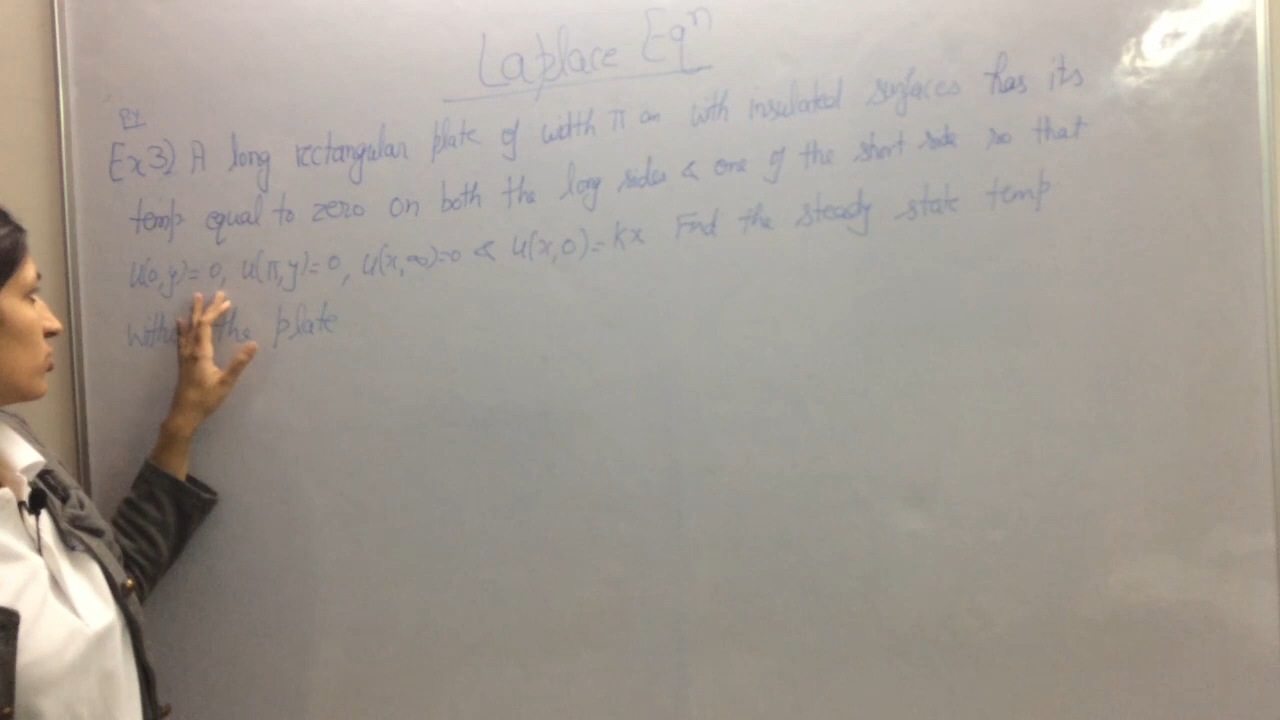 Laplace Eqⁿ
P1
Ex3) A long rectangular plate of width π cm with insulated surfaces has its
temp equal to zero on both the long sides & one of the short side so that
u(0,y)=0, u(π,y)=0, u(x,∞)=0 & u(x,0)=kx Find the steady state temp
the plate